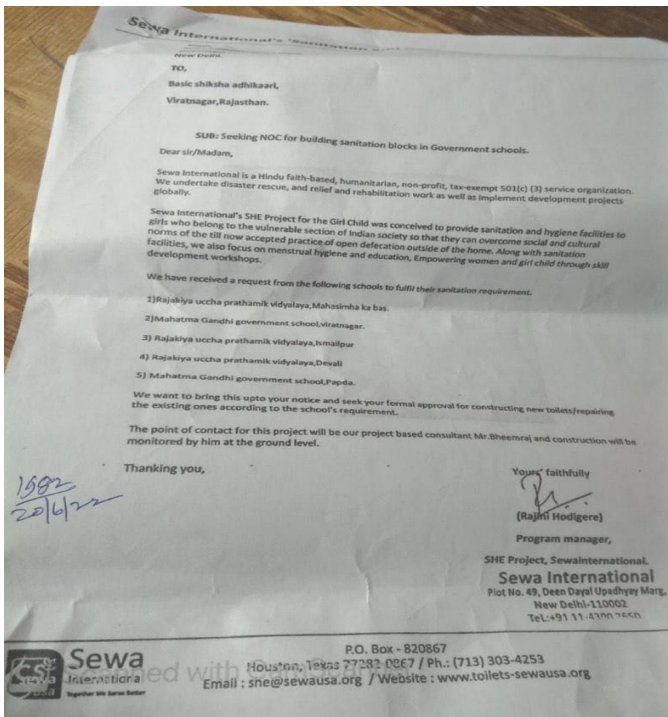 Sewa International's "Sanitation
New Delhi.
TO,
Basic shiksha adhikaari,
Viratnagar,Rajasthan.
SUB: Seeking NOC for building sanitation blocks in Government schools.
Dear sir/Madam,
Sewa International is a Hindu faith-based, humanitarian, non-profit, tax-exempt 501(c) (3) service organization.
We undertake disaster rescue, and relief and rehabilitation work as well as implement development projects
globally.
Sewa International's SHE Project for the Girl Child was conceived to provide sanitation and hygiene facilities to
girls who belong to the vulnerable section of Indian society so that they can overcome social and cultural
norms of the till now accepted practice of open defecation outside of the home. Along with sanitation
facilities, we also focus on menstrual hygiene and education, Empowering women and girl child through skill
development workshops.
We have received a request from the following schools to fulfil their sanitation requirement.
1)Rajakiya uccha prathamik vidyalaya,Mahasimha ka bas.
2)Mahatma Gandhi government school,viratnagar.
3) Rajakiya uccha prathamik vidyalaya,Ismailpur
4) Rajakiya uccha prathamik vidyalaya,Devali
5) Mahatma Gandhi government school,Papda.
We want to bring this upto your notice and seek your formal approval for constructing new toilets/repairing
the existing ones according to the school's requirement.
The point of contact for this project will be our project based consultant Mr.Bheemraj and construction will be
monitored by him at the ground level.
Thanking you,
1982
20/6/22
Yours faithfully
(Rajini Hodigere)
Program manager,
SHE Project, SewaInternational.
Sewa International
Plot No. 49, Deen Dayal Upadhyay Marg,
New Delhi-110002
Tel:+91 11-
Sewa
International
Together We Serve Better
Sewa
usa
P.O. Box - 820867
Houston, Texas 77282-0867 / Ph.: (713) 303-4253
Email : sne@sewausa.org / Website : www.toilets-sewausa.org